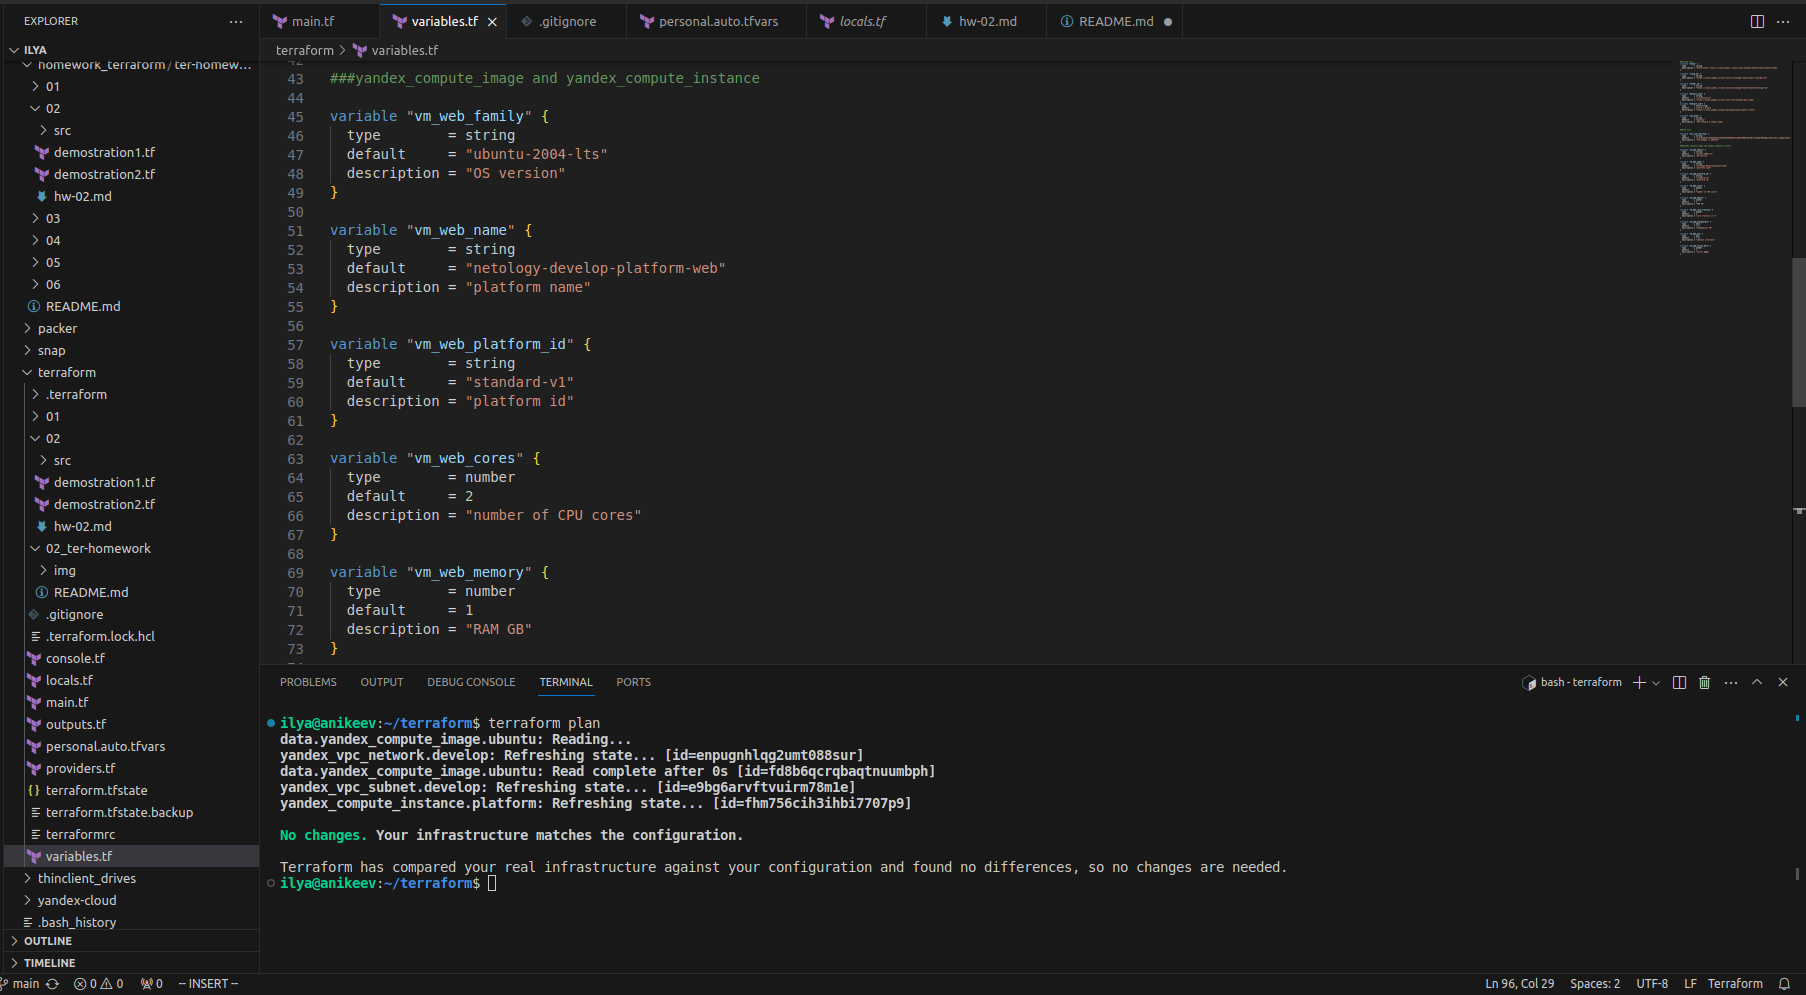 EXPLORER
ILYA
homework_terraform / ter-homew...
01
02
src
demostration1.tf
demostration2.tf
hw-02.md
03
04
05
06
README.md
packer
snap
terraform
.terraform
01
02
src
demostration1.tf
demostration2.tf
hw-02.md
02_ter-homework
img
README.md
.gitignore
.terraform.lock.hcl
console.tf
locals.tf
main.tf
outputs.tf
personal.auto.tfvars
providers.tf
terraform.tfstate
terraform.tfstate.backup
terraformrc
variables.tf
thinclient_drives
yandex-cloud
.bash_history
OUTLINE
TIMELINE
main.tf variables.tf .gitignore personal.auto.tfvars locals.tf hw-02.md README.md
terraform > variables.tf
42
43 ###yandex_compute_image and yandex_compute_instance
44
45 variable "vm_web_family" {
46 type = string
47 default = "ubuntu-2004-lts"
48 description = "OS version"
49 }
50
51 variable "vm_web_name" {
52 type = string
53 default = "netology-develop-platform-web"
54 description = "platform name"
55 }
56
57 variable "vm_web_platform_id" {
58 type = string
59 default = "standard-v1"
60 description = "platform id"
61 }
62
63 variable "vm_web_cores" {
64 type = number
65 default = 2
66 description = "number of CPU cores"
67 }
68
69 variable "vm_web_memory" {
70 type = number
71 default = 1
72 description = "RAM GB"
73 }
PROBLEMS OUTPUT DEBUG CONSOLE TERMINAL PORTS bash - terraform
ilya@anikeev:~/terraform$ terraform plan
data.yandex_compute_image.ubuntu: Reading...
yandex_vpc_network.develop: Refreshing state... [id=enpugnhlqg2umt088sur]
data.yandex_compute_image.ubuntu: Read complete after 0s [id=fd8b6qcrqbaqtnuumbph]
yandex_vpc_subnet.develop: Refreshing state... [id=e9bg6arvftvuirm78m1e]
yandex_compute_instance.platform: Refreshing state... [id=fhm756cih3ihbi7707p9]
No changes. Your infrastructure matches the configuration.
Terraform has compared your real infrastructure against your configuration and found no differences, so no changes are needed.
ilya@anikeev:~/terraform$
main 0 0 0 -- INSERT -- Ln 96, Col 29 Spaces: 2 UTF-8 LF Terraform